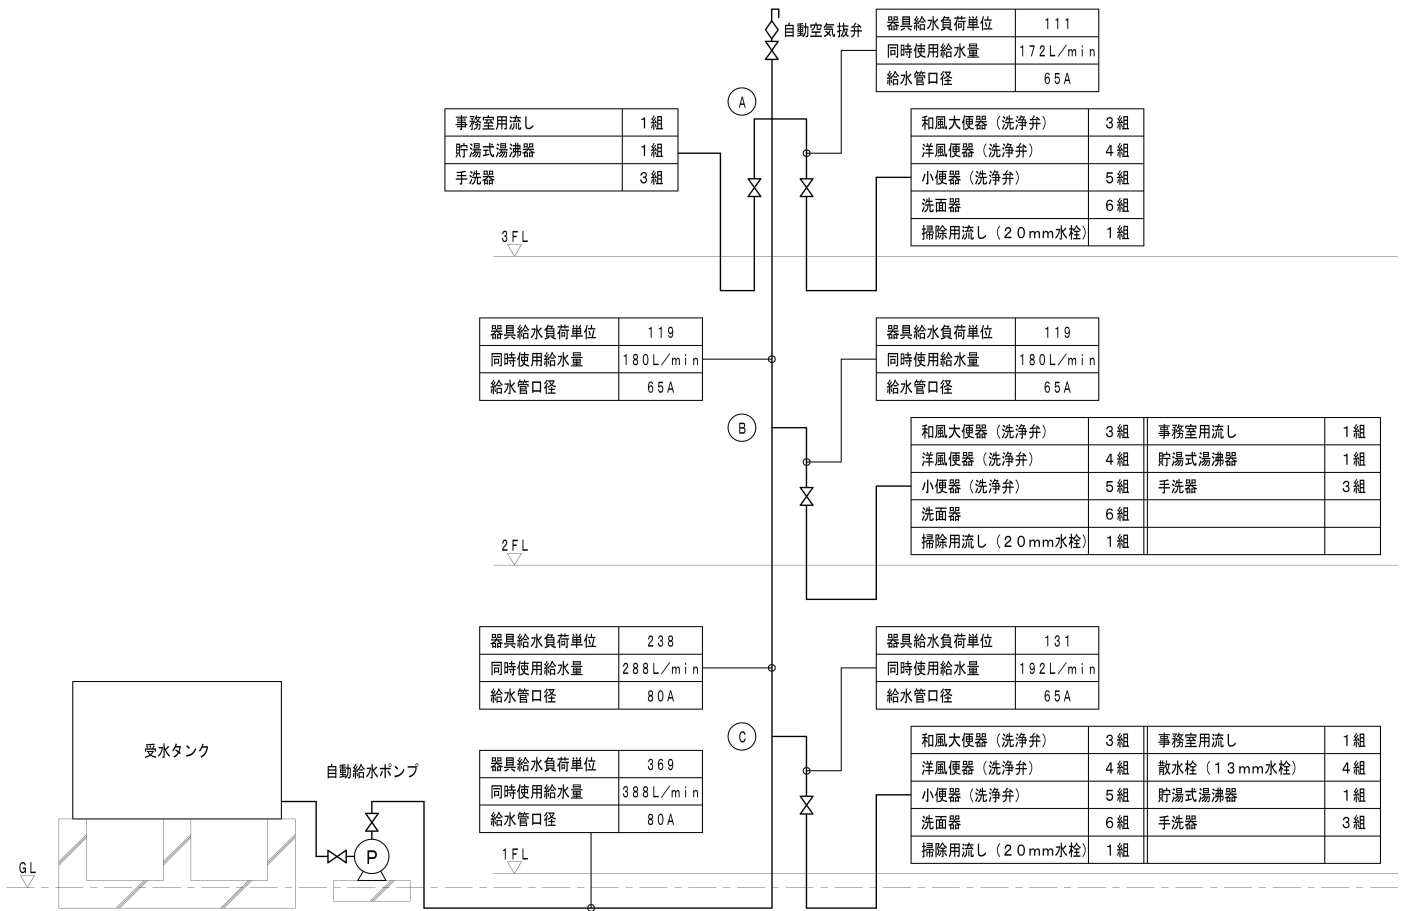 自動空気抜弁
器具給水負荷単位 111
同時使用給水量 172L/min
給水管口径 65A
A
事務室用流し 1組
貯湯式湯沸器 1組
手洗器 3組
和風大便器（洗浄弁） 3組
洋風便器（洗浄弁） 4組
小便器（洗浄弁） 5組
洗面器 6組
掃除用流し（20mm水栓） 1組
3FL
器具給水負荷単位 119
同時使用給水量 180L/min
給水管口径 65A
器具給水負荷単位 119
同時使用給水量 180L/min
給水管口径 65A
B
和風大便器（洗浄弁） 3組 事務室用流し 1組
洋風便器（洗浄弁） 4組 貯湯式湯沸器 1組
小便器（洗浄弁） 5組 手洗器 3組
洗面器 6組
掃除用流し（20mm水栓） 1組
2FL
器具給水負荷単位 238
同時使用給水量 288L/min
給水管口径 80A
器具給水負荷単位 131
同時使用給水量 192L/min
給水管口径 65A
C
和風大便器（洗浄弁） 3組 事務室用流し 1組
洋風便器（洗浄弁） 4組 散水栓（13mm水栓） 4組
小便器（洗浄弁） 5組 貯湯式湯沸器 1組
洗面器 6組 手洗器 3組
掃除用流し（20mm水栓） 1組
受水タンク
自動給水ポンプ
器具給水負荷単位 369
同時使用給水量 388L/min
給水管口径 80A
P
1FL
GL